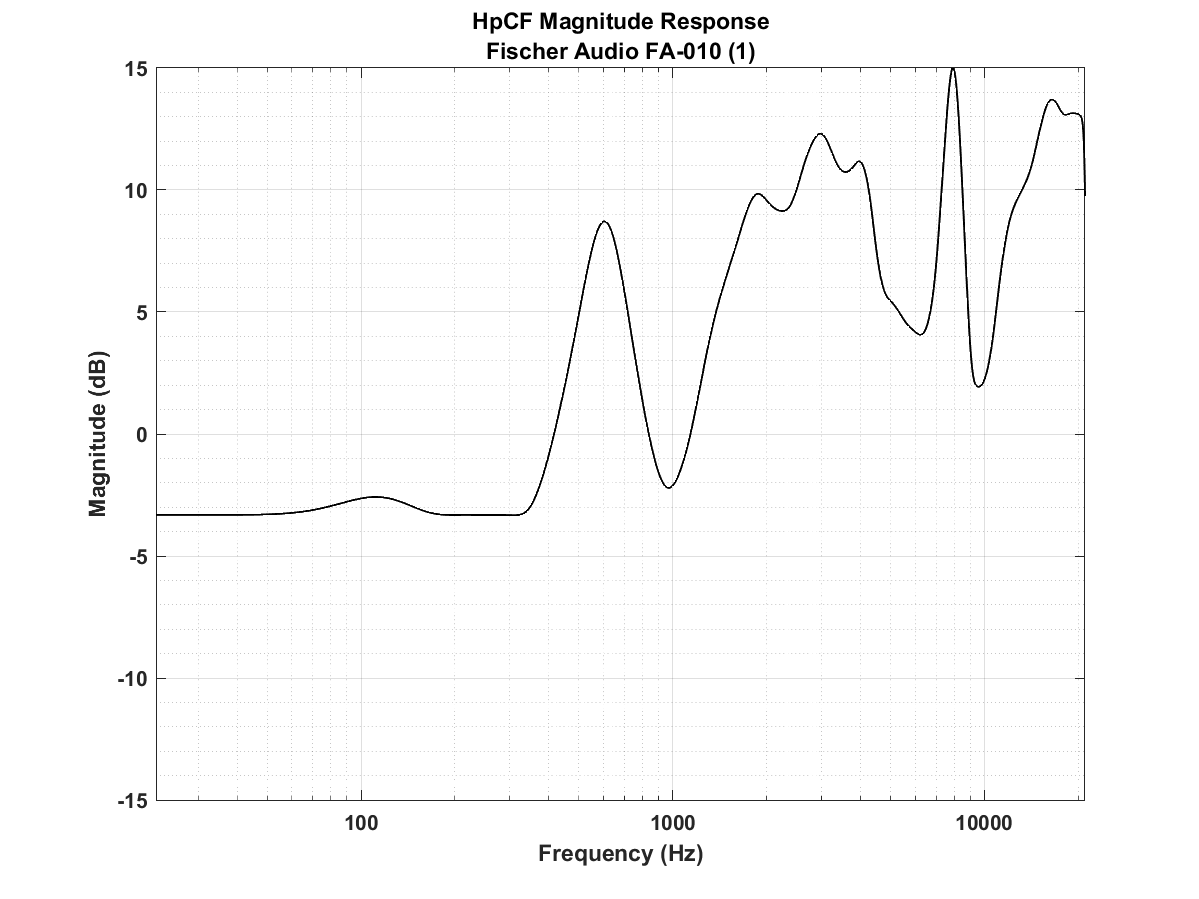 HpCF Magnitude Response
Fischer Audio FA-010 (1)
15
10
5
0
-5
-10
-15
Magnitude (dB)
100
1000
10000
Frequency (Hz)